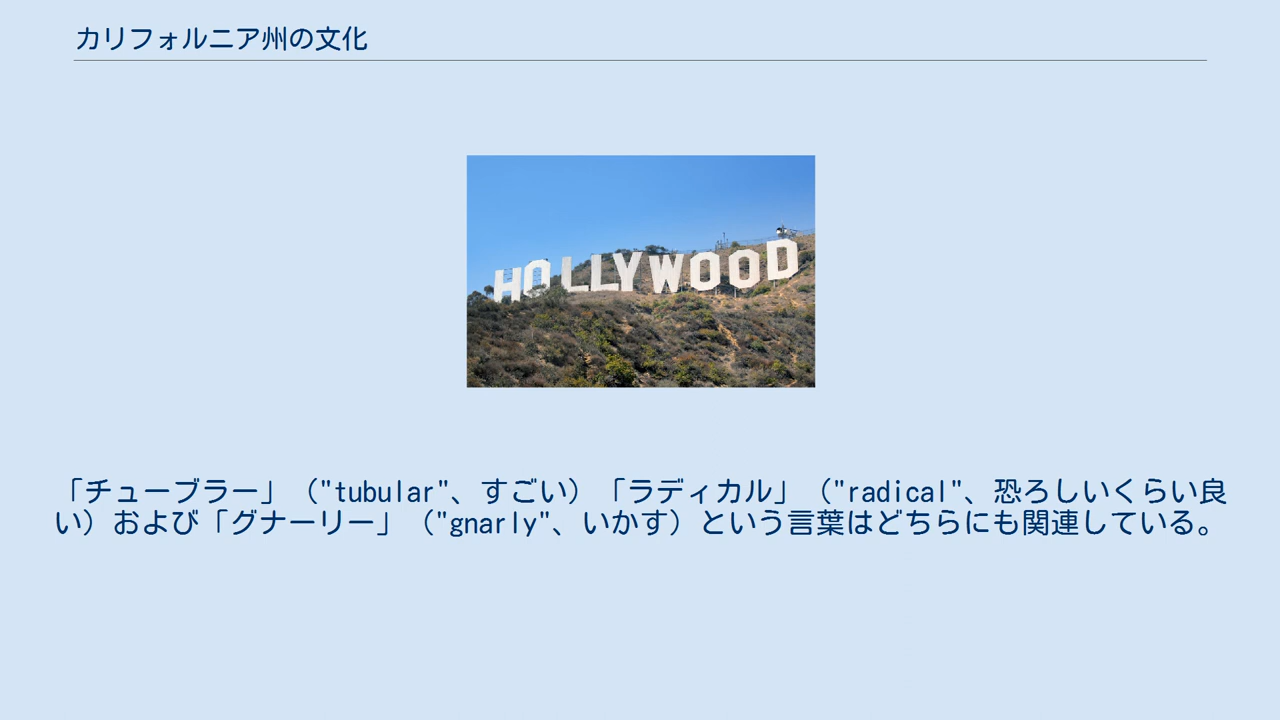 カリフォルニア州の文化
HOLLYWOOD
「チューブラー」（"tubular"、すごい）「ラディカル」（"radical"、恐ろしいくらい良
い）および「グナーリー」（"gnarly"、いかす）という言葉はどちらにも関連している。